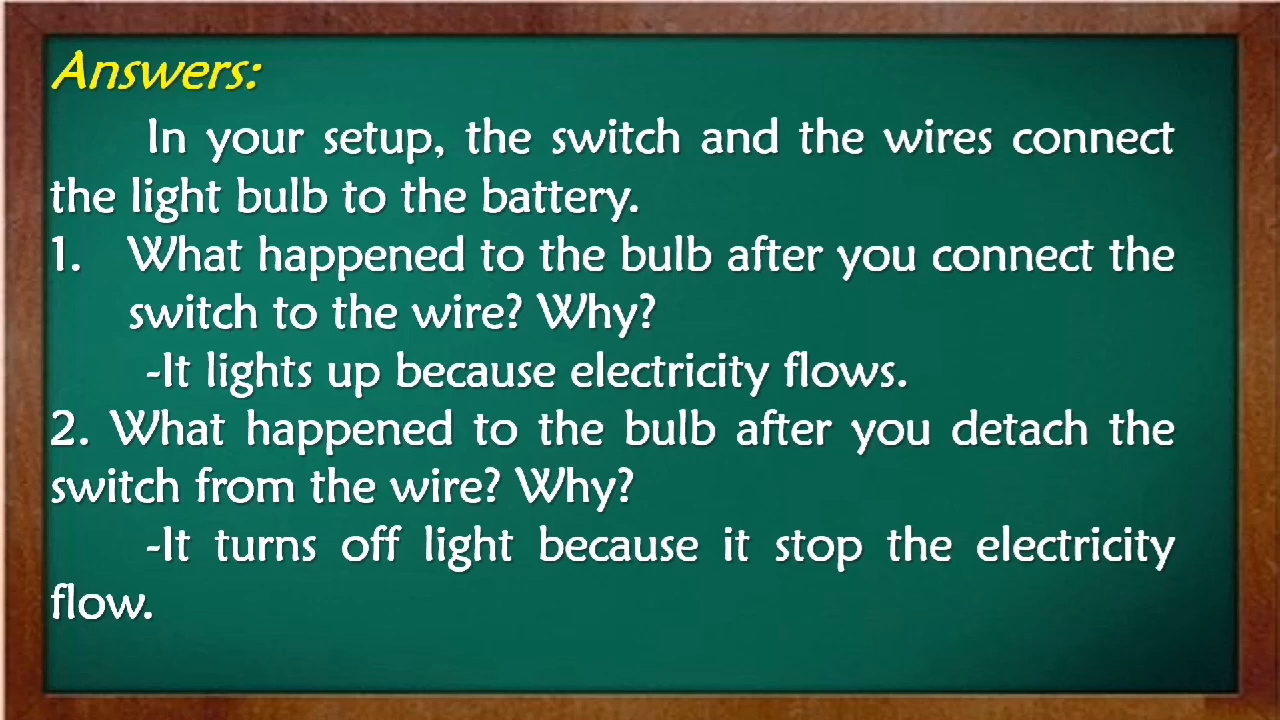 Answers:
In your setup, the switch and the wires connect
the light bulb to the battery.
1. What happened to the bulb after you connect the
switch to the wire? Why?
-It lights up because electricity flows.
2. What happened to the bulb after you detach the
switch from the wire? Why?
-It turns off light because it stop the electricity
flow.